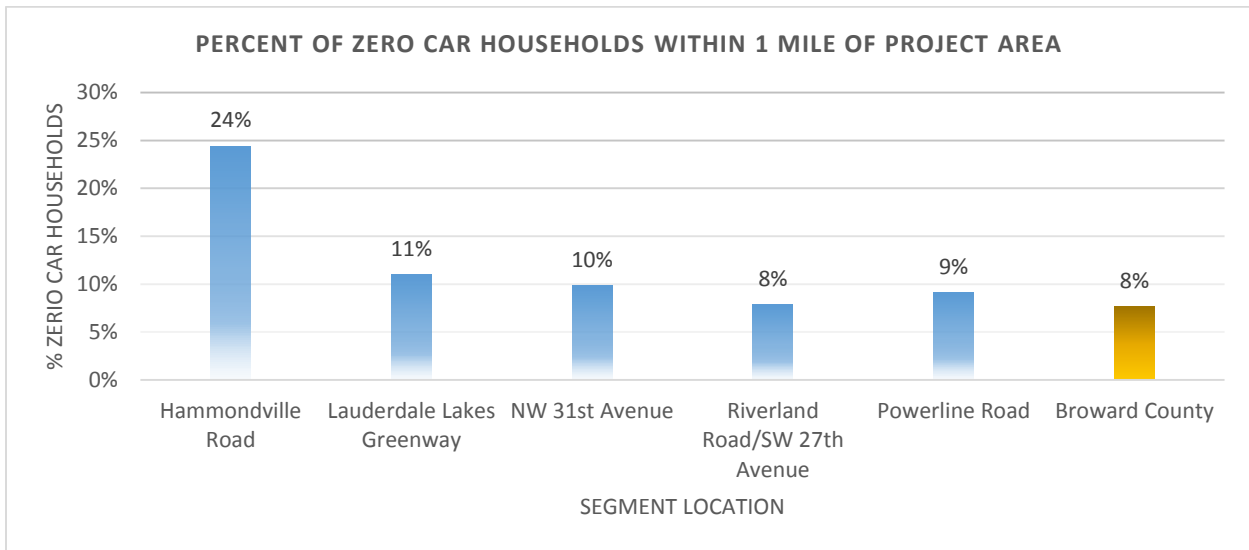 PERCENT OF ZERO CAR HOUSEHOLDS WITHIN 1 MILE OF PROJECT AREA
% ZERIO CAR HOUSEHOLDS
30%
25%
20%
15%
10%
5%
0%
24%
11%
10%
8%
9%
8%
Hammondville
Road
Lauderdale Lakes
Greenway
NW 31st Avenue
Riverland
Road/SW 27th
Avenue
Powerline Road
Broward County
SEGMENT LOCATION